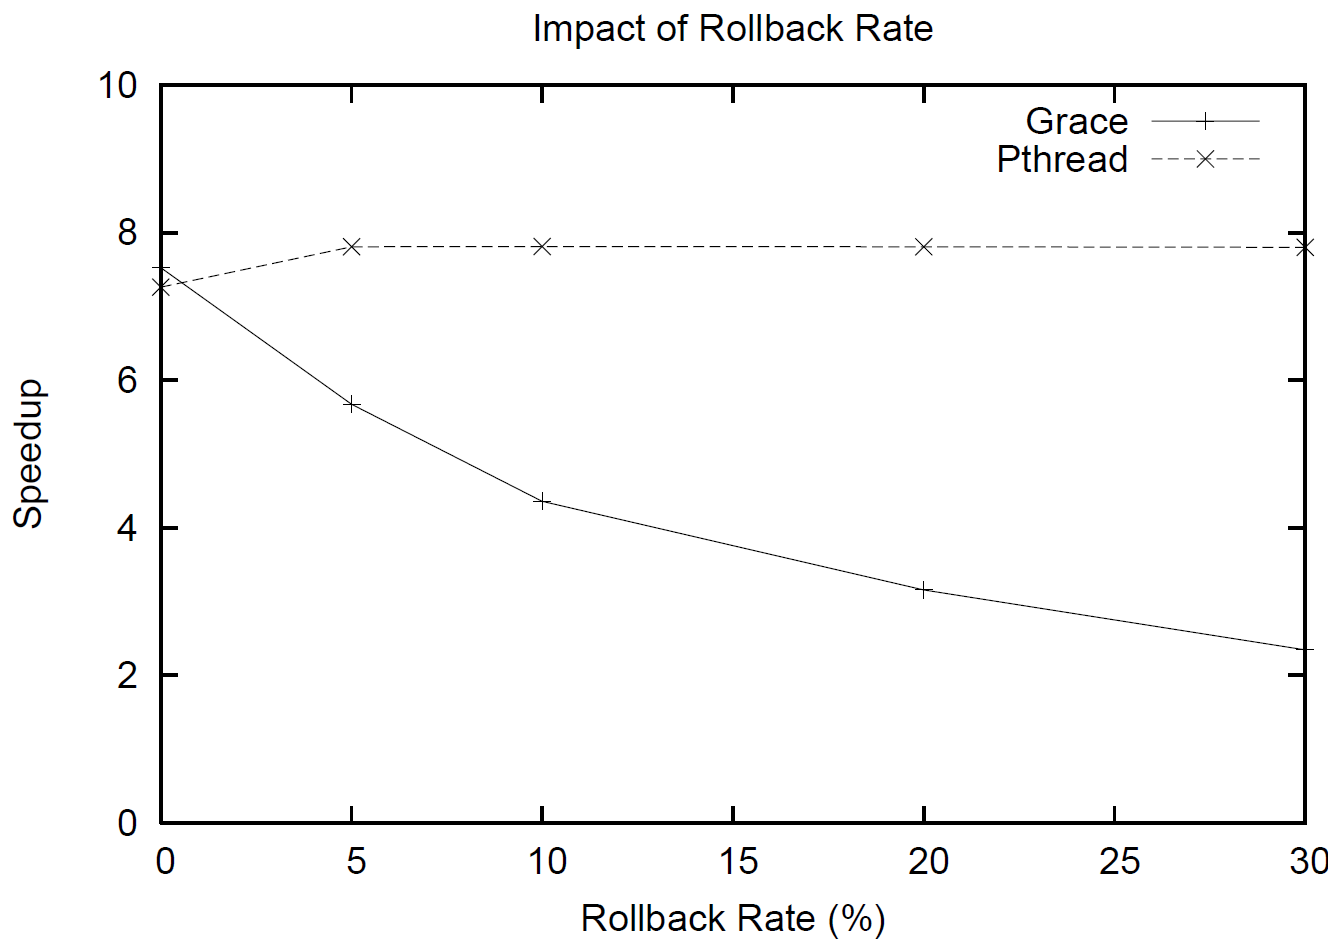 Impact of Rollback Rate
10
8
6
4
2
0
Speedup
Grace
Pthread
0 5 10 15 20 25 30
Rollback Rate (%)